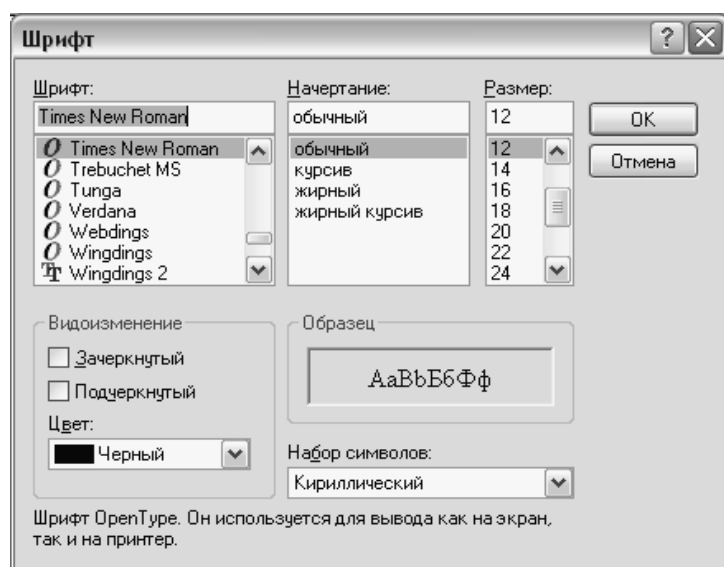 Шрифт
Шрифт:
Начертание:
Размер:
Times New Roman
обычный
12
OK
Отмена
Times New Roman
Trebuchet MS
Tunga
Verdana
Webdings
Wingdings
Wingdings 2
обычный
курсив
жирный
жирный курсив
12
14
16
18
20
22
24
Видоизменение
Зачеркнутый
Подчеркнутый
Цвет:
Черный
Образец
АаВbБбФф
Набор символов:
Кириллический
Шрифт OpenType. Он используется для вывода как на экран,
так и на принтер.